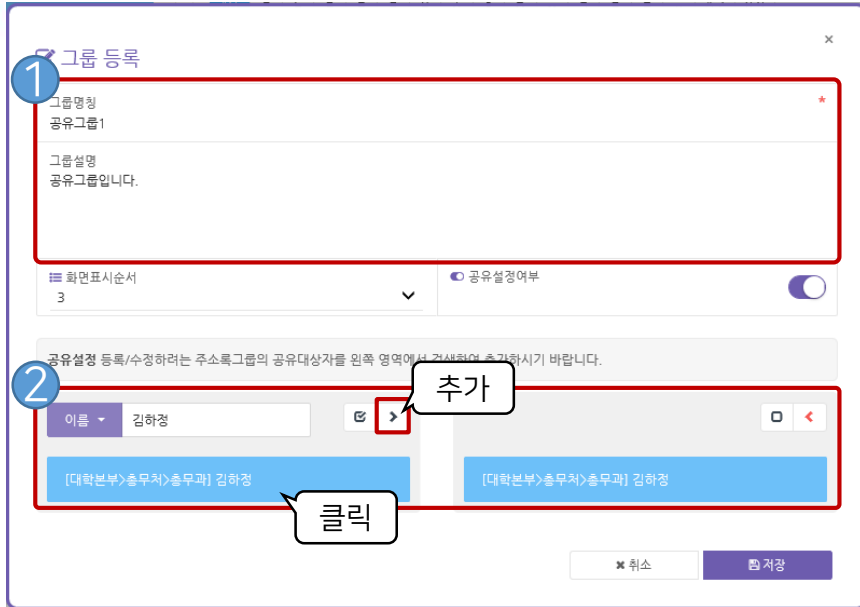 ×
그룹 등록
1
그룹명칭 *
공유그룹1
그룹설명
공유그룹입니다.
화면표시순서
3
공유설정여부
공유설정 등록/수정하려는 주소록그룹의 공유대상자를 왼쪽 영역에서 검색하여 추가하시기 바랍니다.
2
추가
이름 김하정
[대학본부>총무처>총무과] 김하정
[대학본부>총무처>총무과] 김하정
클릭
취소
저장